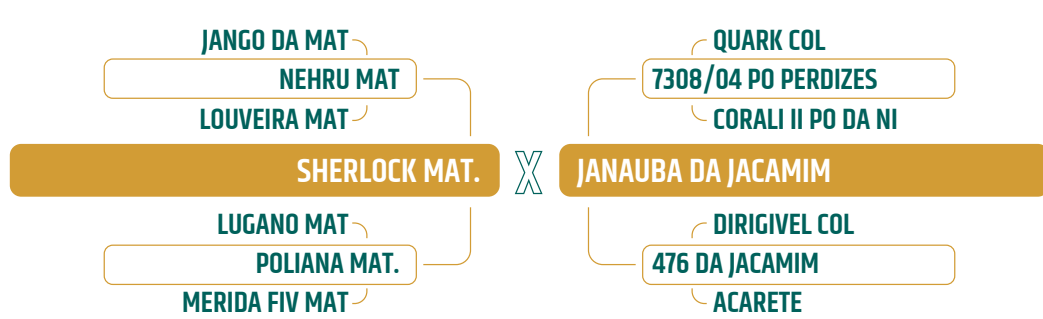 JANGO DA MAT
QUARK COL
NEHRU MAT
7308/04 PO PERDIZES
LOUVEIRA MAT
CORALI II PO DA NI
SHERLOCK MAT. X JANAUBA DA JACAMIM
LUGANO MAT
DIRIGIVEL COL
POLIANA MAT.
476 DA JACAMIM
MERIDA FIV MAT
ACARETE